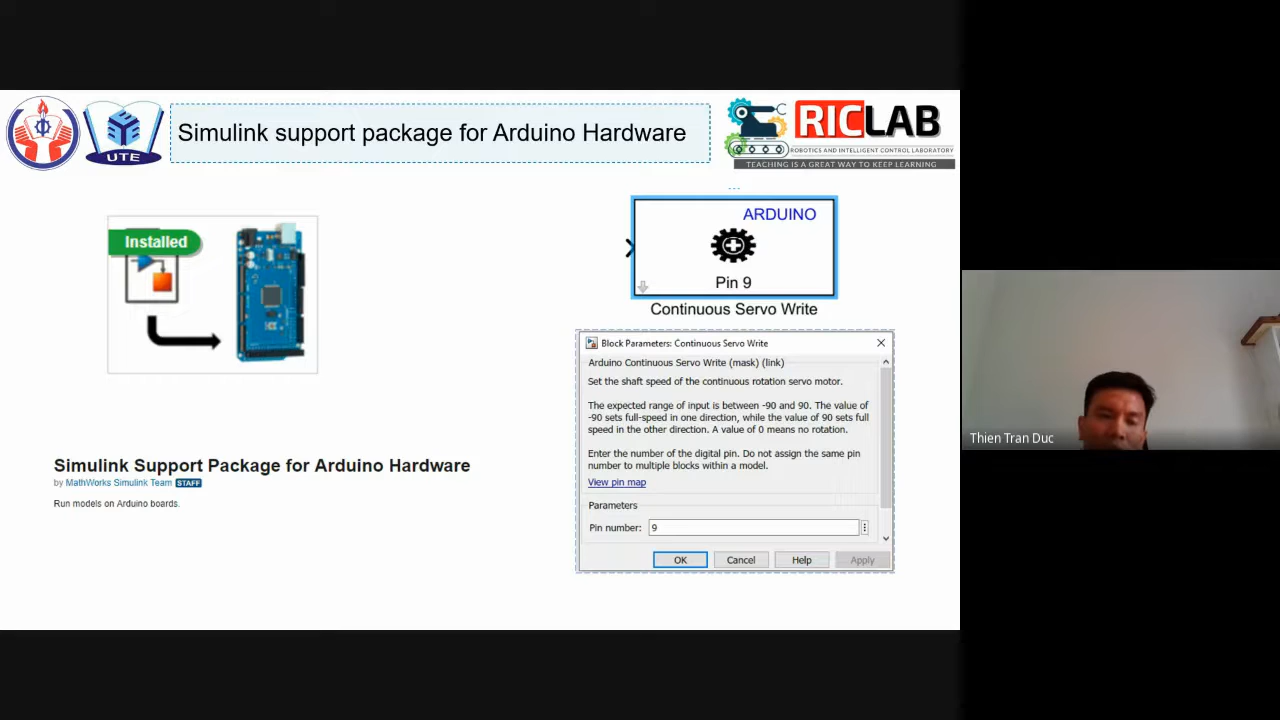 UTE
Simulink support package for Arduino Hardware
RICLAB
ROBOTICS AND INTELLIGENT CONTROL LABORATORY
TEACHING IS A GREAT WAY TO KEEP LEARNING
Installed
ARDUINO
Pin 9
Continuous Servo Write
Block Parameters: Continuous Servo Write
Arduino Continuous Servo Write (mask) (link)
Set the shaft speed of the continuous rotation servo motor.
The expected range of input is between -90 and 90. The value of
-90 sets full-speed in one direction, while the value of 90 sets full
speed in the other direction. A value of 0 means no rotation.
Enter the number of the digital pin. Do not assign the same pin
number to multiple blocks within a model.
View pin map
Parameters
Pin number: 9
OK Cancel Help Apply
Simulink Support Package for Arduino Hardware
by MathWorks Simulink Team STAFF
Run models on Arduino boards.
Thien Tran Duc